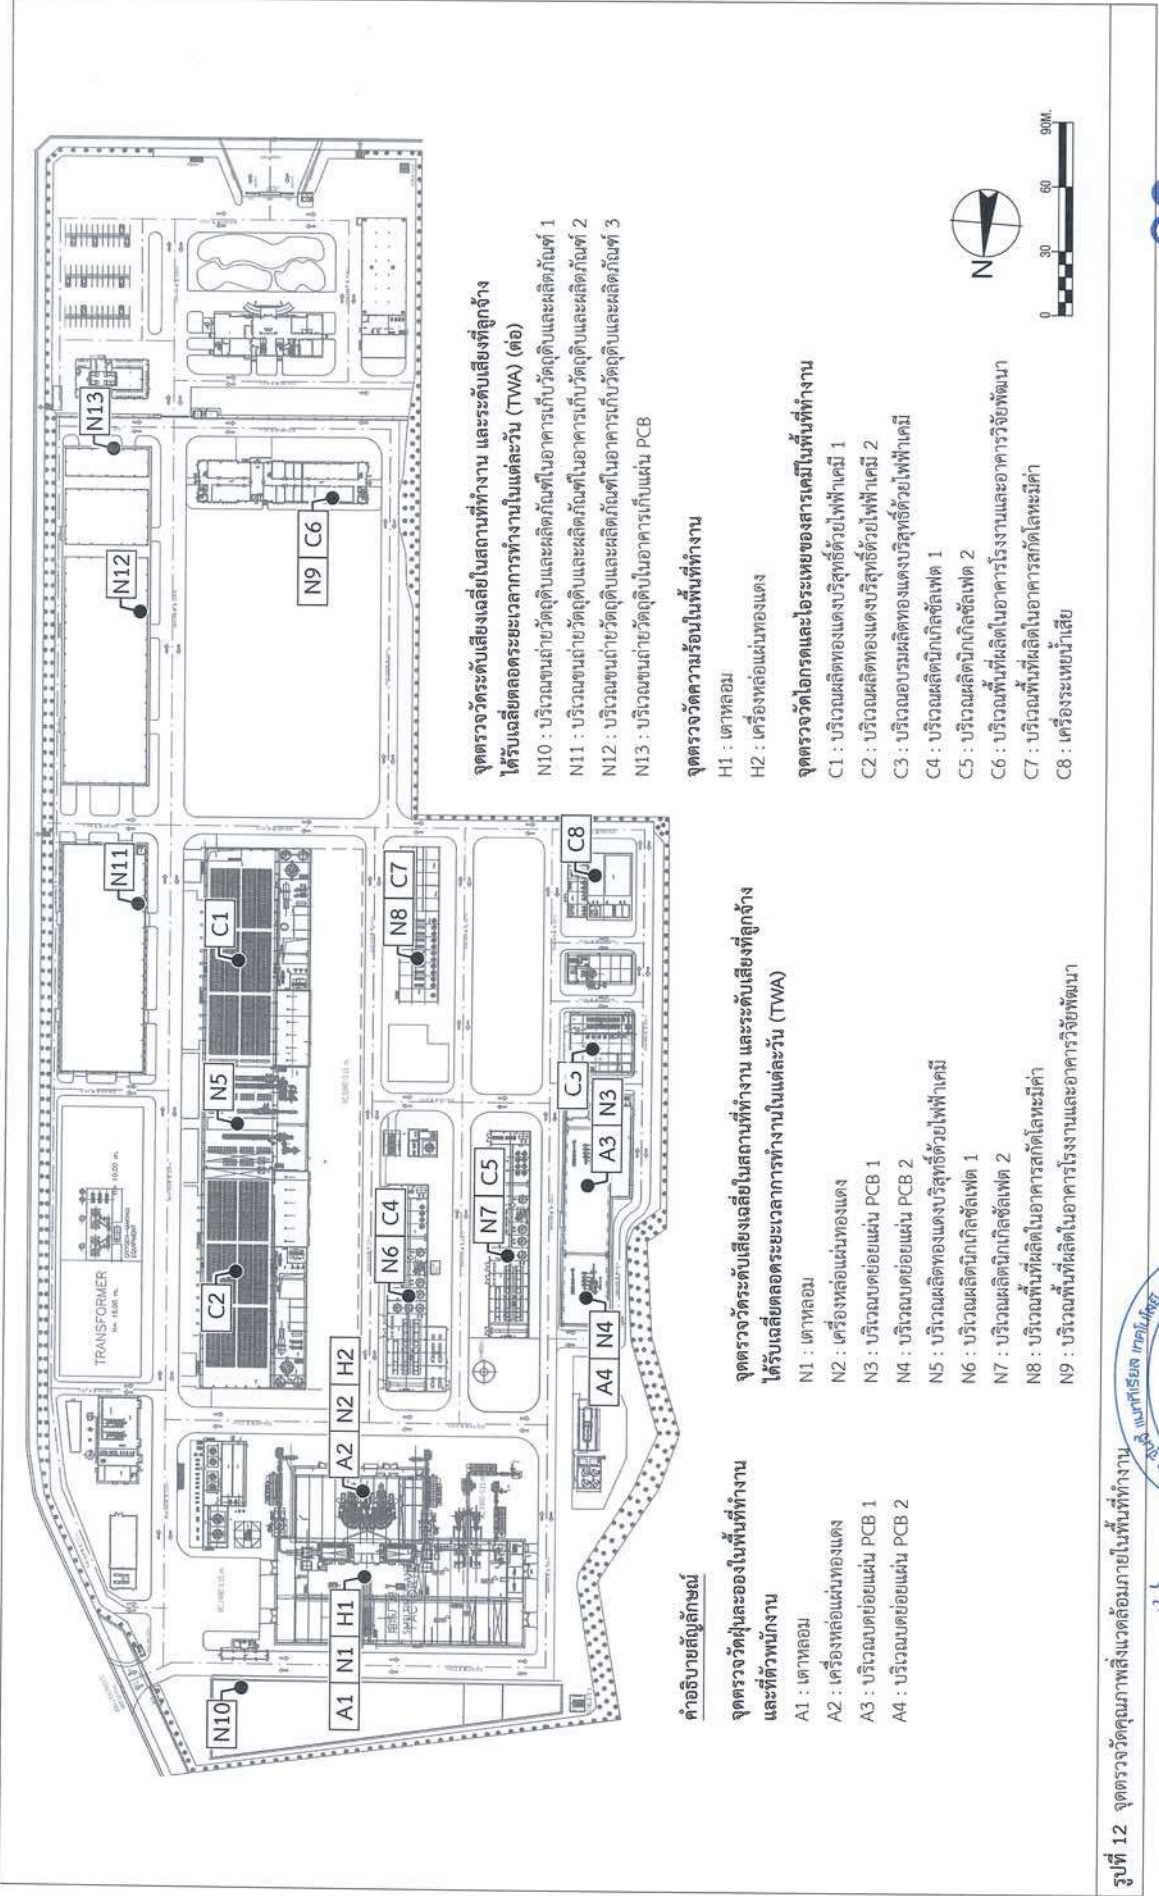 N10
A1 N1 H1
A2 N2 H2
TRANSFORMER
C2
N5
C1
N11
N12
N13
N9 C6
N6 C4
N8 C7
N7 C5
A4 N4
A3 N3
C3
C8
คำอธิบายสัญลักษณ์
จุดตรวจวัดฝุ่นละอองในพื้นที่ทำงาน
และที่ตัวพนักงาน
A1 : เตาหลอม
A2 : เครื่องหล่อแผ่นทองแดง
A3 : บริเวณบดย่อยแผ่น PCB 1
A4 : บริเวณบดย่อยแผ่น PCB 2
จุดตรวจวัดระดับเสียงเฉลี่ยในสถานที่ทำงาน และระดับเสียงที่ลูกจ้าง
ได้รับเฉลี่ยตลอดระยะเวลาการทำงานในแต่ละวัน (TWA)
N1 : เตาหลอม
N2 : เครื่องหล่อแผ่นทองแดง
N3 : บริเวณบดย่อยแผ่น PCB 1
N4 : บริเวณบดย่อยแผ่น PCB 2
N5 : บริเวณผลิตทองแดงบริสุทธิ์ด้วยไฟฟ้าเคมี
N6 : บริเวณผลิตนิกเกิลซัลเฟต 1
N7 : บริเวณผลิตนิกเกิลซัลเฟต 2
N8 : บริเวณพื้นที่ผลิตในอาคารสกัดโลหะมีค่า
N9 : บริเวณพื้นที่ผลิตในอาคารโรงงานและอาคารวิจัยพัฒนา
จุดตรวจวัดระดับเสียงเฉลี่ยในสถานที่ทำงาน และระดับเสียงที่ลูกจ้าง
ได้รับเฉลี่ยตลอดระยะเวลาการทำงานในแต่ละวัน (TWA) (ต่อ)
N10 : บริเวณขนถ่ายวัตถุดิบและผลิตภัณฑ์ในอาคารเก็บวัตถุดิบและผลิตภัณฑ์ 1
N11 : บริเวณขนถ่ายวัตถุดิบและผลิตภัณฑ์ในอาคารเก็บวัตถุดิบและผลิตภัณฑ์ 2
N12 : บริเวณขนถ่ายวัตถุดิบและผลิตภัณฑ์ในอาคารเก็บวัตถุดิบและผลิตภัณฑ์ 3
N13 : บริเวณขนถ่ายวัตถุดิบในอาคารเก็บแผ่น PCB
จุดตรวจวัดความร้อนในพื้นที่ทำงาน
H1 : เตาหลอม
H2 : เครื่องหล่อแผ่นทองแดง
จุดตรวจวัดไอกรดและไอระเหยของสารเคมีในพื้นที่ทำงาน
C1 : บริเวณผลิตทองแดงบริสุทธิ์ด้วยไฟฟ้าเคมี 1
C2 : บริเวณผลิตทองแดงบริสุทธิ์ด้วยไฟฟ้าเคมี 2
C3 : บริเวณอบรมผลิตทองแดงบริสุทธิ์ด้วยไฟฟ้าเคมี
C4 : บริเวณผลิตนิกเกิลซัลเฟต 1
C5 : บริเวณผลิตนิกเกิลซัลเฟต 2
C6 : บริเวณพื้นที่ผลิตในอาคารโรงงานและอาคารวิจัยพัฒนา
C7 : บริเวณพื้นที่ผลิตในอาคารสกัดโลหะมีค่า
C8 : เครื่องระเหยน้ำเสีย
N
0 30 60 90M.
รูปที่ 12 จุดตรวจวัดคุณภาพสิ่งแวดล้อมภายในพื้นที่ทำงาน
แมททีเรียล เทคโนโลยี